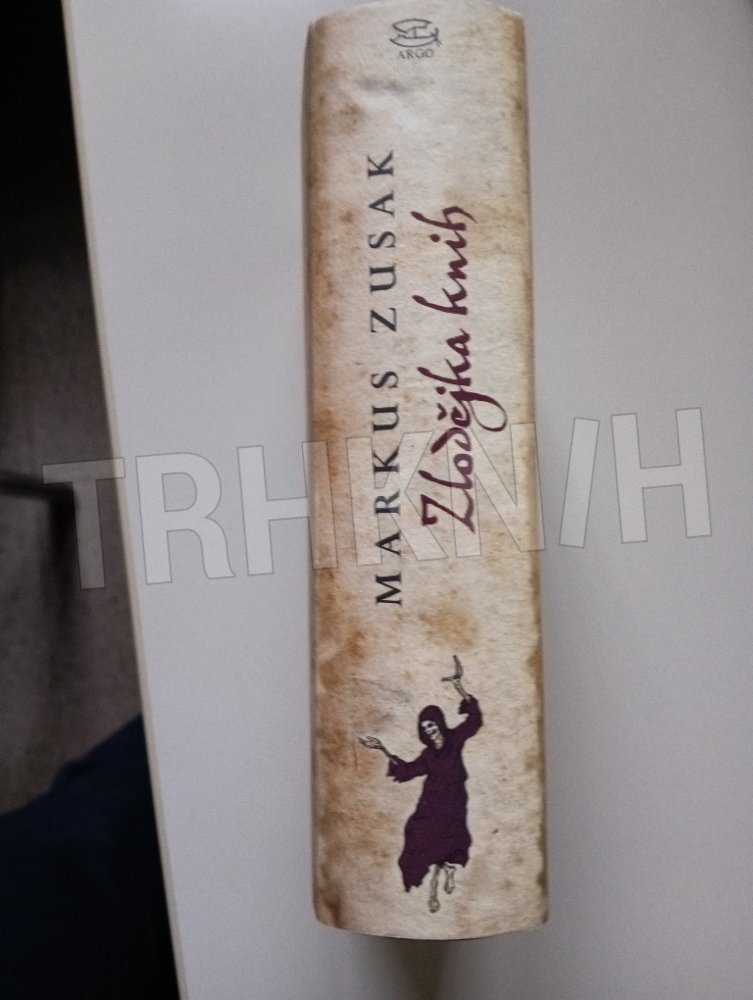 ARGO
MARKUS ZUSAK
Zlodějka knih
TRHKNIH